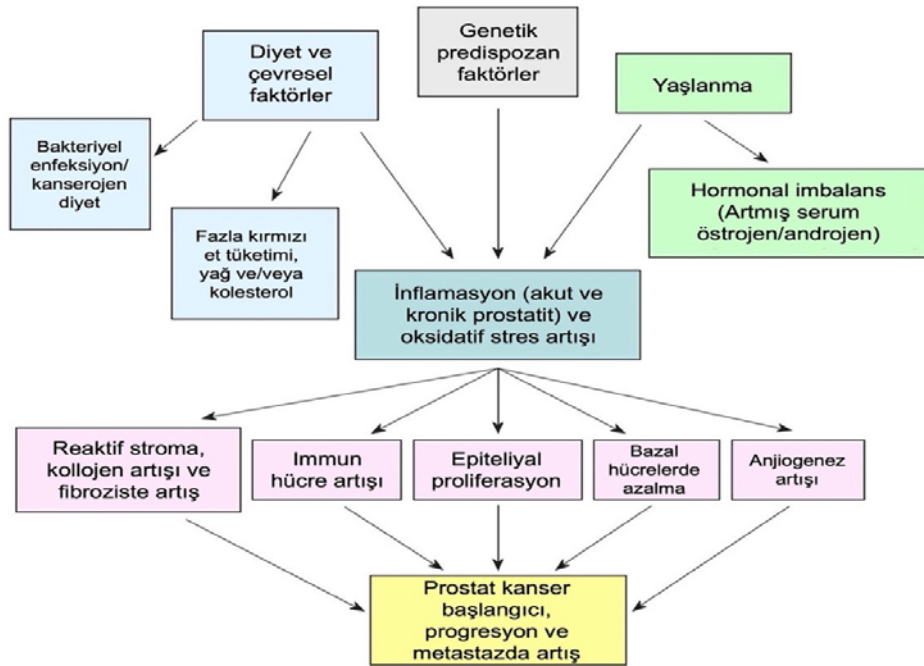 Diyet ve
çevresel
faktörler
Genetik
predispozan
faktörler
Yaşlanma
Bakteriyel
enfeksiyon/
kanserojen
diyet
Fazla kırmızı
et tüketimi,
yağ ve/veya
kolesterol
Hormonal imbalans
(Artmış serum
östrojen/androjen)
İnflamasyon (akut ve
kronik prostatit) ve
oksidatif stres artışı
Reaktif stroma,
kollojen artışı ve
fibroziste artış
Immun
hücre artışı
Epiteliyal
proliferasyon
Bazal
hücrelerde
azalma
Anjiogenez
artışı
Prostat kanser
başlangıcı,
progresyon ve
metastazda artış